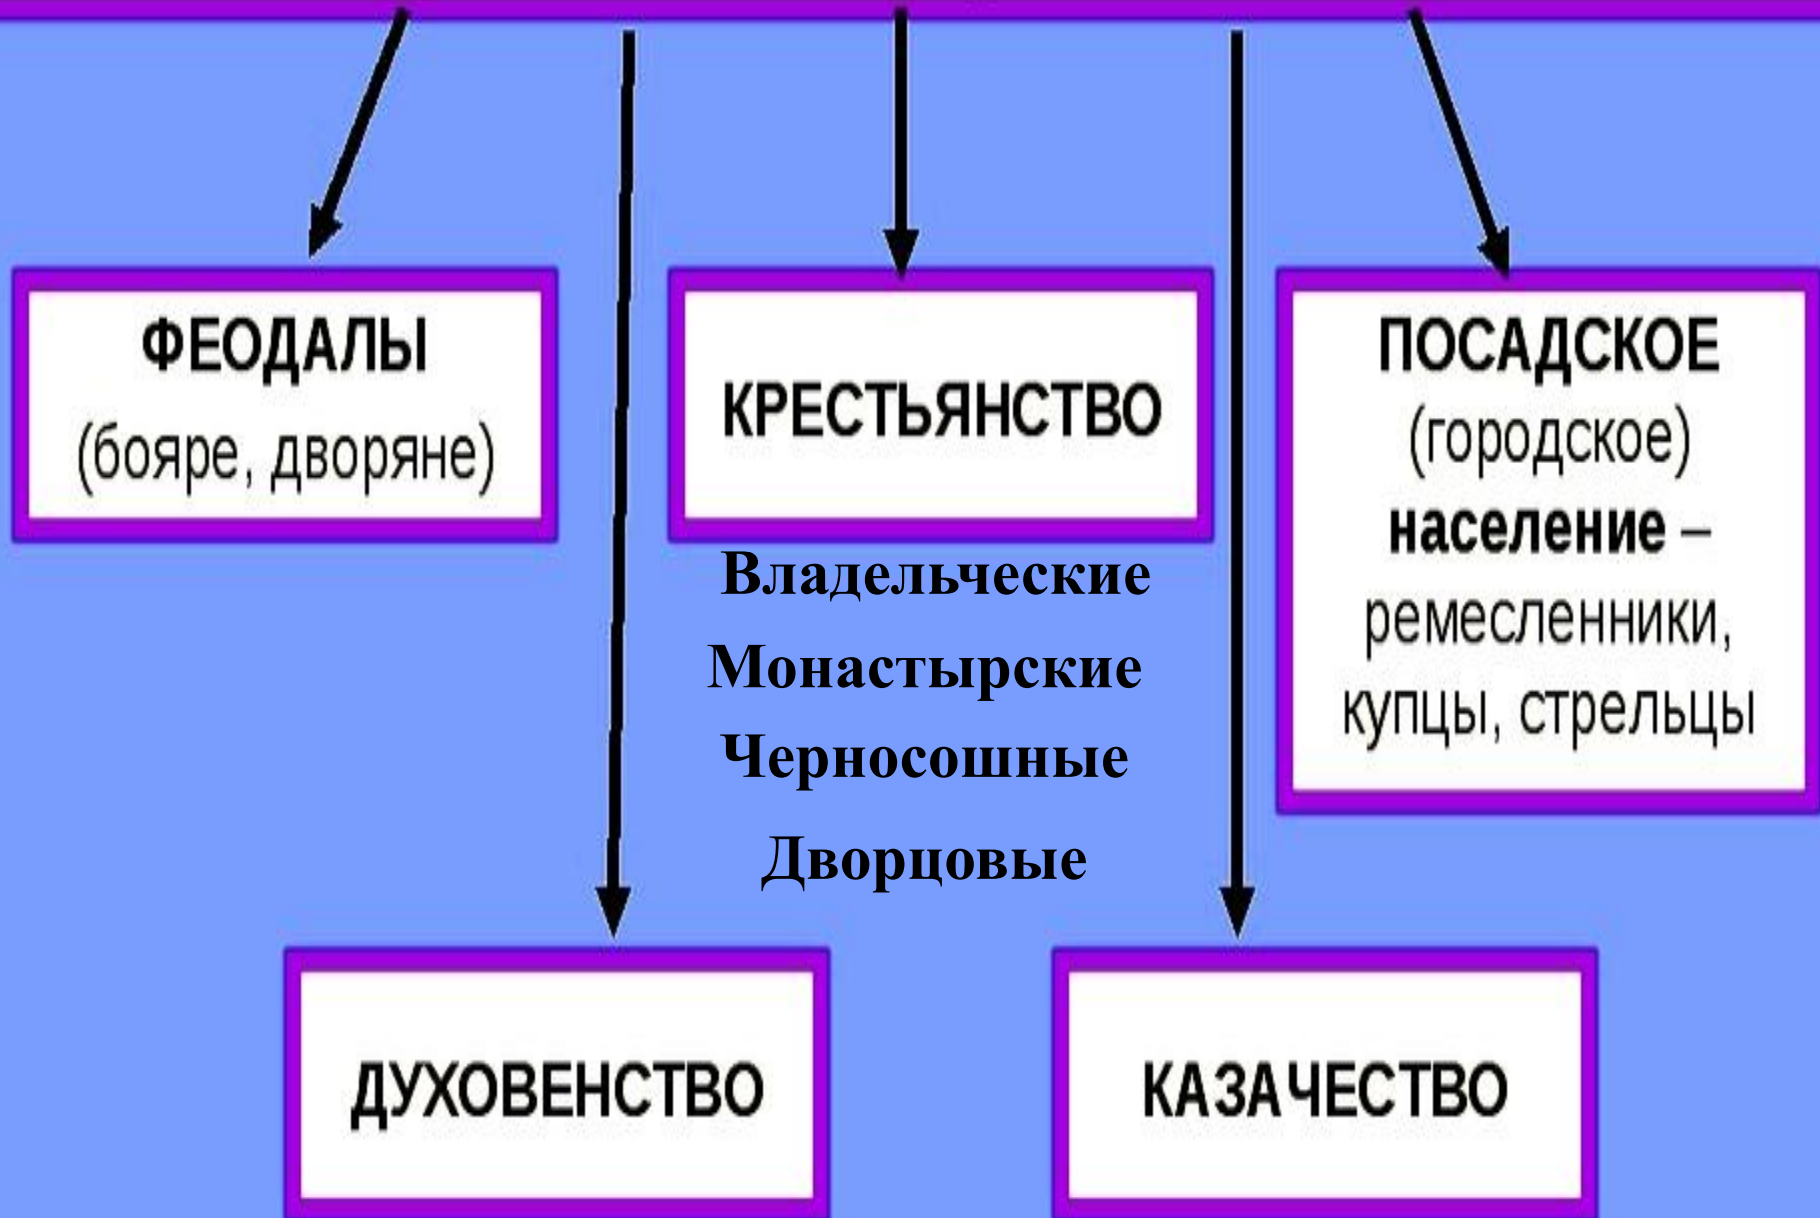 ФЕОДАЛЫ
(бояре, дворяне)
КРЕСТЬЯНСТВО
Владельческие
Монастырские
Черносошные
Дворцовые
ПОСАДСКОЕ
(городское)
население –
ремесленники,
купцы, стрельцы
ДУХОВЕНСТВО
КАЗАЧЕСТВО